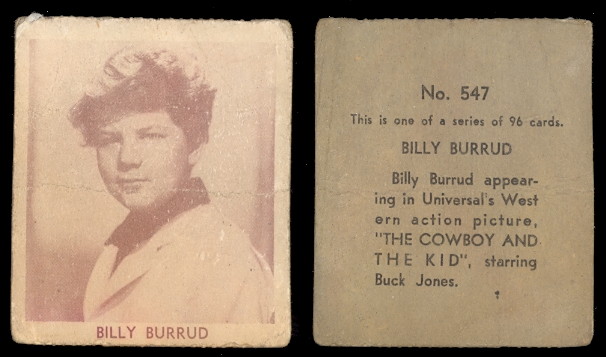 BILLY BURRUD
No. 547
This is one of a series of 96 cards.
BILLY BURRUD
Billy Burrud appear-
ing in Universal's West
ern action picture,
"THE COWBOY AND
THE KID", starring
Buck Jones.